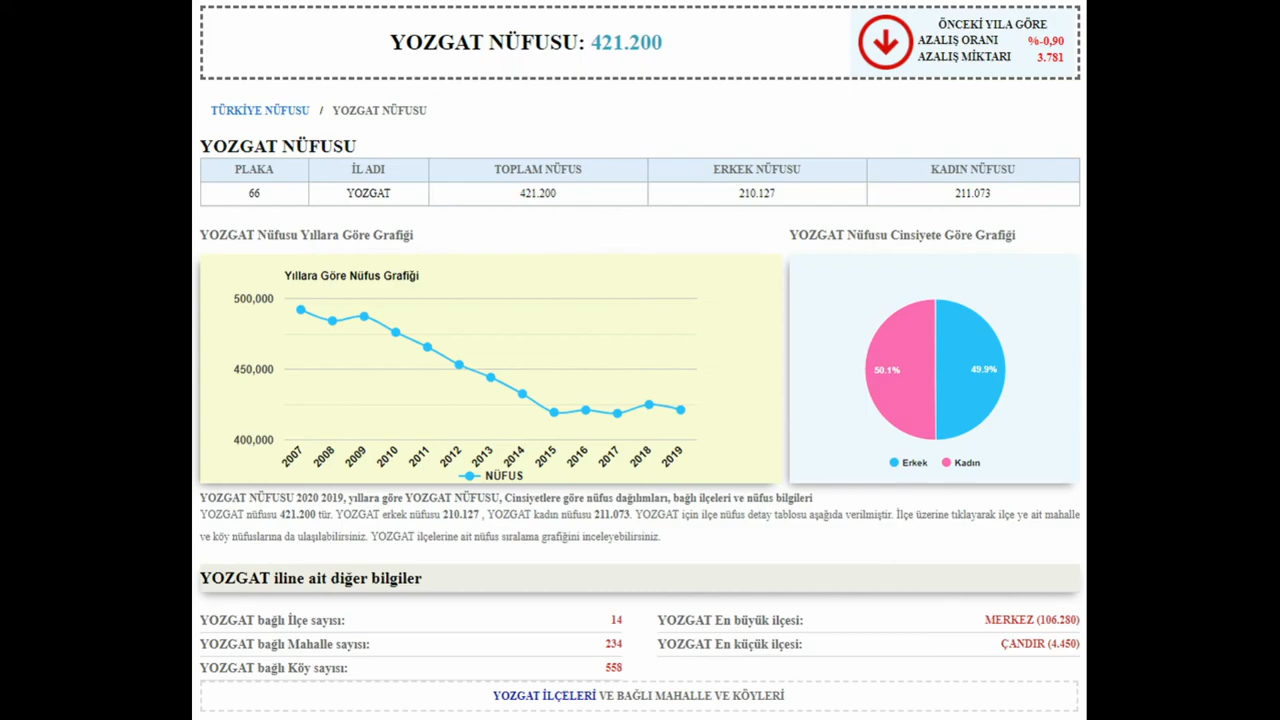 YOZGAT NÜFUSU: 421.200
ÖNCEKİ YILA GÖRE
AZALIŞ ORANI %-0,90
AZALIŞ MİKTARI 3.781
TÜRKİYE NÜFUSU / YOZGAT NÜFUSU
YOZGAT NÜFUSU
PLAKA İL ADI TOPLAM NÜFUS ERKEK NÜFUSU KADIN NÜFUSU
66 YOZGAT 421.200 210.127 211.073
YOZGAT Nüfusu Yıllara Göre Grafiği
Yıllara Göre Nüfus Grafiği
500,000
450,000
400,000
2007 2008 2009 2010 2011 2012 2013 2014 2015 2016 2017 2018 2019
NÜFUS
YOZGAT Nüfusu Cinsiyete Göre Grafiği
50.1% 49.9%
Erkek Kadın
YOZGAT NÜFUSU 2020 2019, yıllara göre YOZGAT NÜFUSU, Cinsiyetlere göre nüfus dağılımları, bağlı ilçeleri ve nüfus bilgileri
YOZGAT nüfusu 421.200 tür. YOZGAT erkek nüfusu 210.127 , YOZGAT kadın nüfusu 211.073. YOZGAT için ilçe nüfus detay tablosu aşağıda verilmiştir. İlçe üzerine tıklayarak ilçe ye ait mahalle
ve köy nüfuslarına da ulaşılabilirsiniz. YOZGAT ilçelerine ait nüfus sıralama grafiğini inceleyebilirsiniz.
YOZGAT iline ait diğer bilgiler
YOZGAT bağlı İlçe sayısı: 14
YOZGAT bağlı Mahalle sayısı: 234
YOZGAT bağlı Köy sayısı: 558
YOZGAT En büyük ilçesi: MERKEZ (106.280)
YOZGAT En küçük ilçesi: ÇANDIR (4.450)
YOZGAT İLÇELERİ VE BAĞLI MAHALLE VE KÖYLERİ